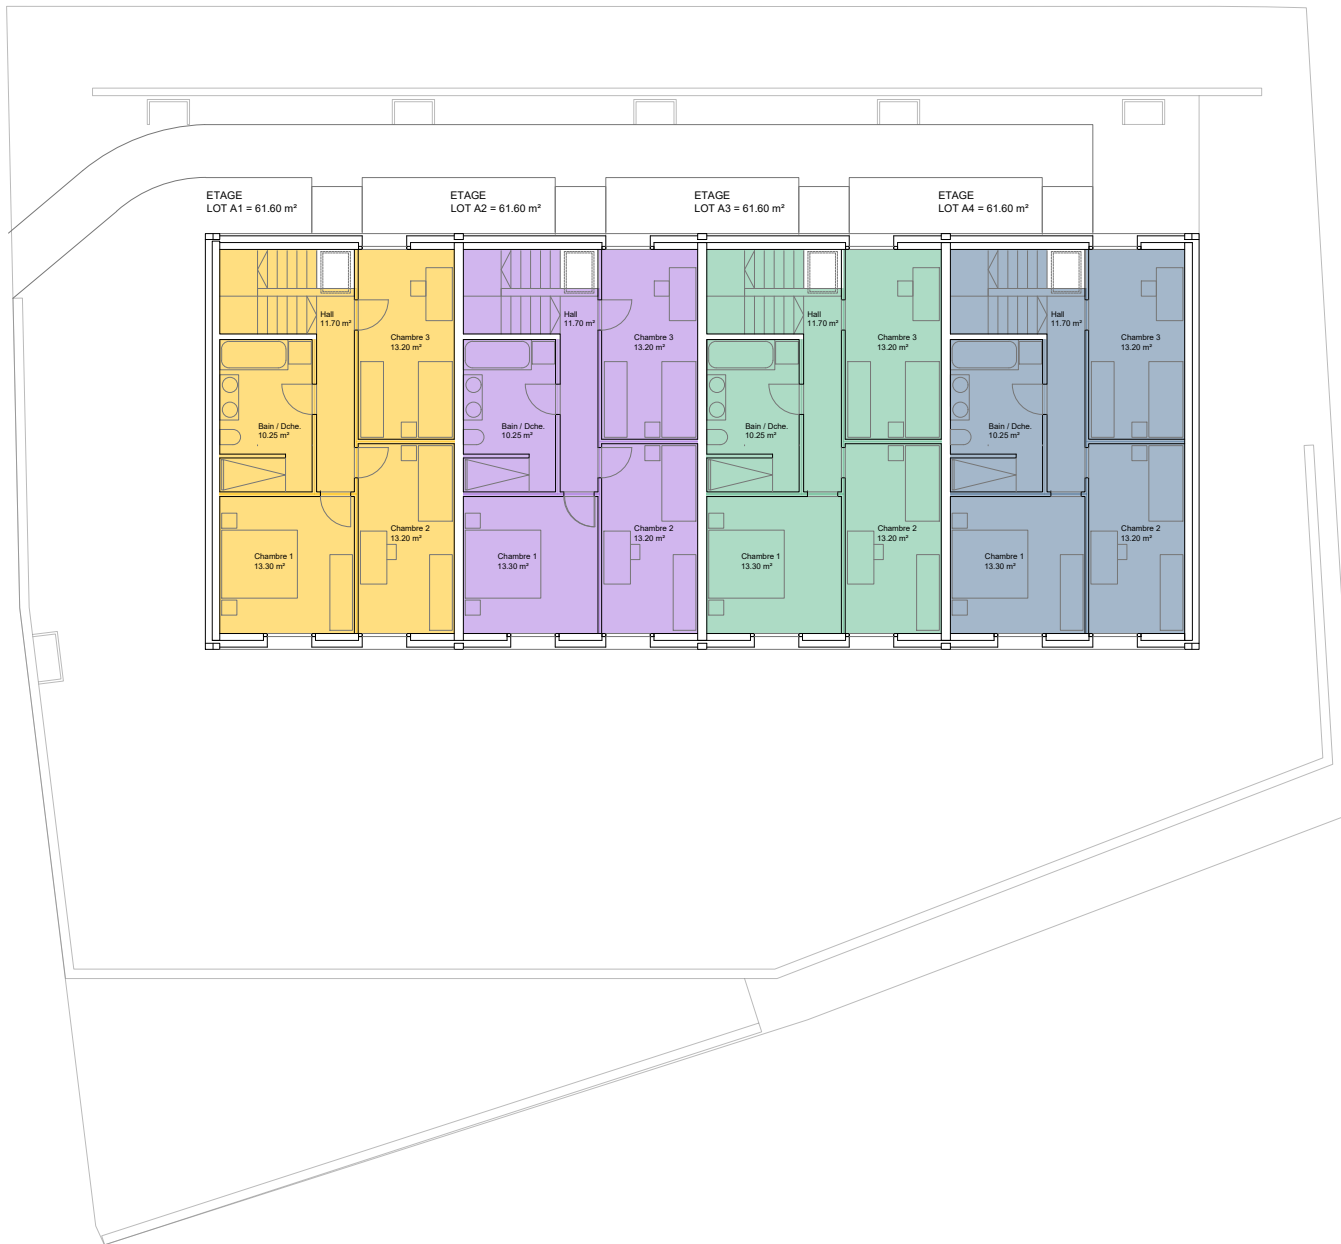 ETAGE
LOT A1 = 61.60 m²
ETAGE
LOT A2 = 61.60 m²
ETAGE
LOT A3 = 61.60 m²
ETAGE
LOT A4 = 61.60 m²
Hall
11.70 m²
Chambre 3
13.20 m²
Bain / Dche.
10.25 m²
Chambre 2
13.20 m²
Chambre 1
13.30 m²
Hall
11.70 m²
Chambre 3
13.20 m²
Bain / Dche.
10.25 m²
Chambre 2
13.20 m²
Chambre 1
13.30 m²
Hall
11.70 m²
Chambre 3
13.20 m²
Bain / Dche.
10.25 m²
Chambre 2
13.20 m²
Chambre 1
13.30 m²
Hall
11.70 m²
Chambre 3
13.20 m²
Bain / Dche.
10.25 m²
Chambre 2
13.20 m²
Chambre 1
13.30 m²